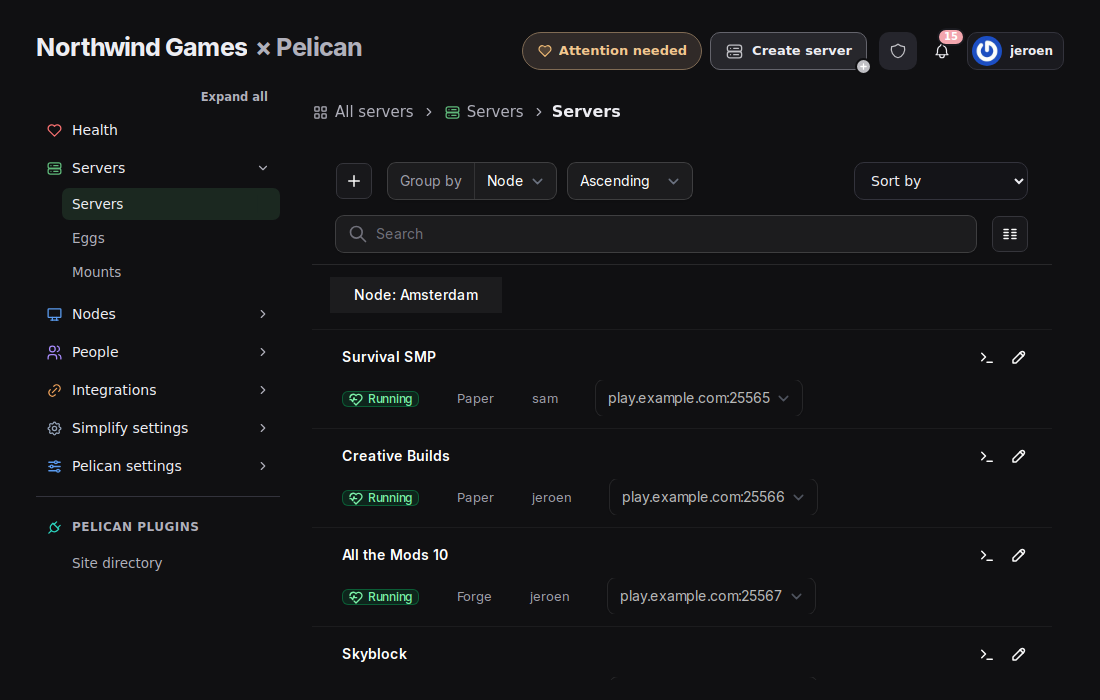 Northwind Games × Pelican
Attention needed
Create server
15
jeroen
Expand all
Health
Servers
Servers
Eggs
Mounts
Nodes
People
Integrations
Simplify settings
Pelican settings
PELICAN PLUGINS
Site directory
All servers > Servers > Servers
Group by Node
Ascending
Sort by
Search
Node: Amsterdam
Survival SMP
Running Paper sam play.example.com:25565
Creative Builds
Running Paper jeroen play.example.com:25566
All the Mods 10
Running Forge jeroen play.example.com:25567
Skyblock